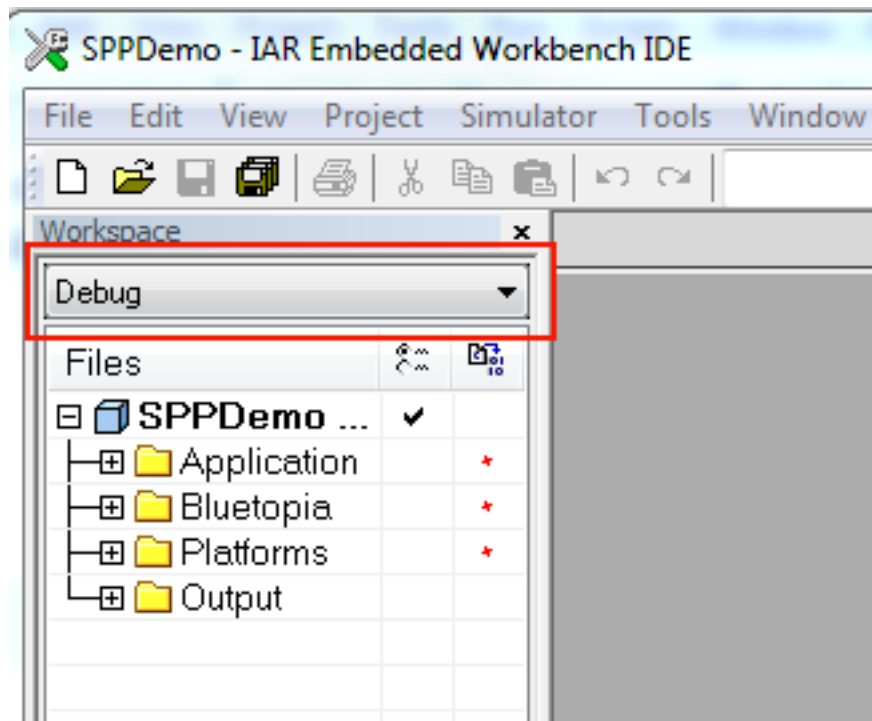 SPPDemo - IAR Embedded Workbench IDE
File Edit View Project Simulator Tools Window
Workspace
Debug
Files
SPPDemo ...
Application
Bluetopia
Platforms
Output